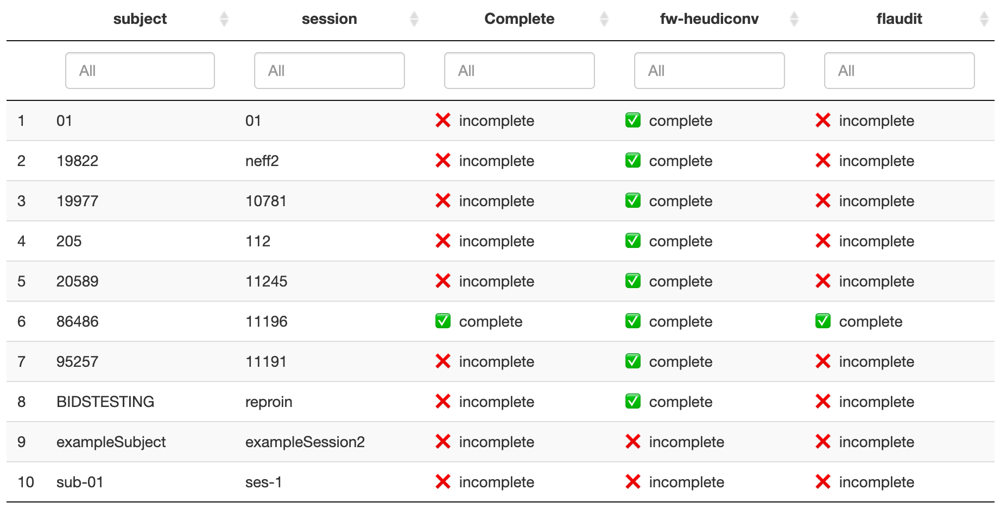 subject session Complete fw-heudiconv flaudit
All All All All All
1 01 01 ❌ incomplete ✅ complete ❌ incomplete
2 19822 neff2 ❌ incomplete ✅ complete ❌ incomplete
3 19977 10781 ❌ incomplete ✅ complete ❌ incomplete
4 205 112 ❌ incomplete ✅ complete ❌ incomplete
5 20589 11245 ❌ incomplete ✅ complete ❌ incomplete
6 86486 11196 ✅ complete ✅ complete ✅ complete
7 95257 11191 ❌ incomplete ✅ complete ❌ incomplete
8 BIDSTESTING reproin ❌ incomplete ✅ complete ❌ incomplete
9 exampleSubject exampleSession2 ❌ incomplete ❌ incomplete ❌ incomplete
10 sub-01 ses-1 ❌ incomplete ❌ incomplete ❌ incomplete